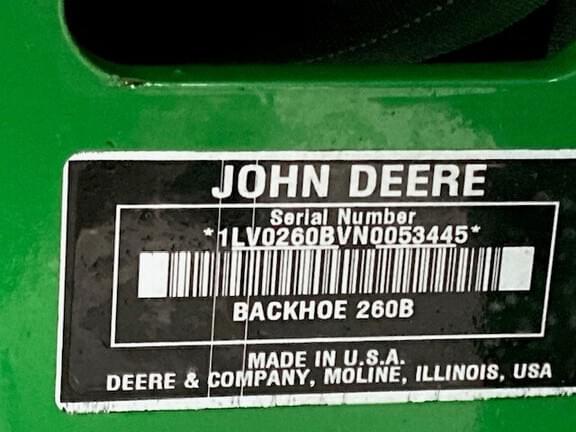 JOHN DEERE
Serial Number
*1LV0260BVN0053445*
BACKHOE 260B
MADE IN U.S.A.
DEERE & COMPANY, MOLINE, ILLINOIS, USA